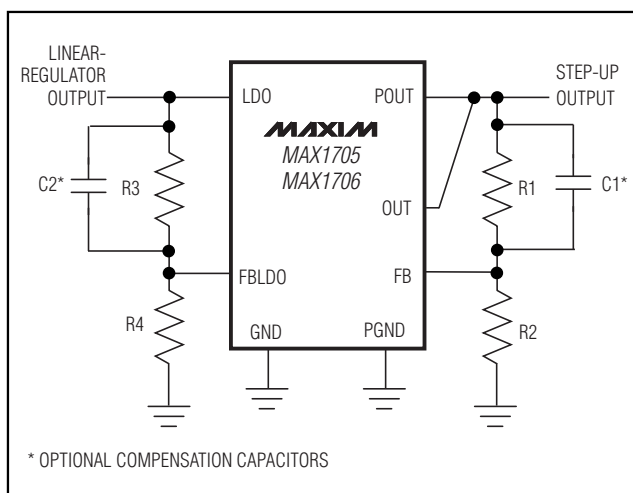 LINEAR-
REGULATOR
OUTPUT
STEP-UP
OUTPUT
LDO
POUT
MAXIM
MAX1705
MAX1706
C2*
R3
OUT
R1
C1*
FBLDO
FB
R4
GND
PGND
R2
* OPTIONAL COMPENSATION CAPACITORS